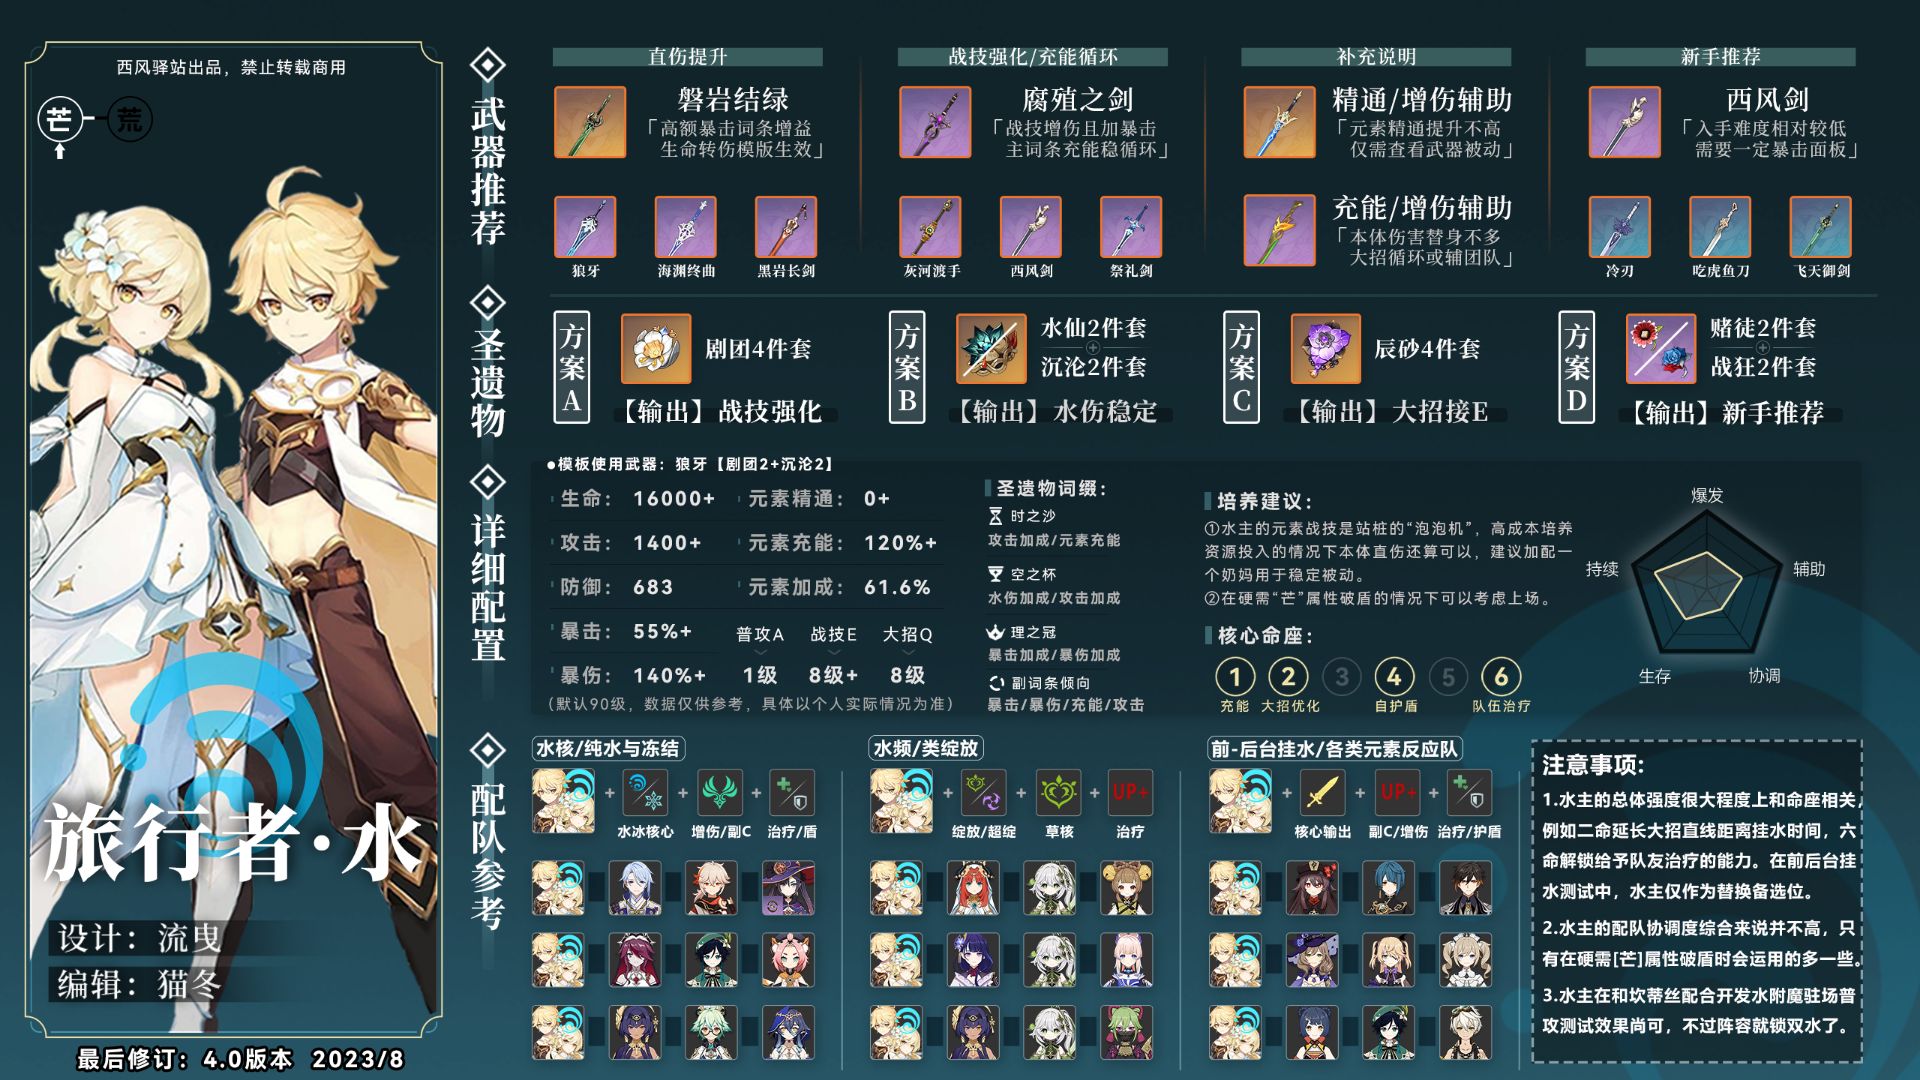 西风驿站出品，禁止转载商用
芒
荒
旅行者·水
设计：流曳
编辑：猫冬
最后修订：4.0版本 2023/8
武器推荐
直伤提升
磐岩结绿
「高额暴击词条增益
生命转伤模版生效」
狼牙
海渊终曲
黑岩长剑
战技强化/充能循环
腐殖之剑
「战技增伤且加暴击
主词条充能稳循环」
灰河渡手
西风剑
祭礼剑
补充说明
精通/增伤辅助
「元素精通提升不高
仅需查看武器被动」
充能/增伤辅助
「本体伤害替身不多
大招循环或辅团队」
新手推荐
西风剑
「入手难度相对较低
需要一定暴击面板」
冷刃
吃虎鱼刀
飞天御剑
圣遗物
方案A
剧团4件套
【输出】战技强化
方案B
水仙2件套
沉沦2件套
【输出】水伤稳定
方案C
辰砂4件套
【输出】大招接E
方案D
赌徒2件套
战狂2件套
【输出】新手推荐
详细配置
●模板使用武器：狼牙【剧团2+沉沦2】
生命： 16000+ 元素精通： 0+
攻击： 1400+ 元素充能： 120%+
防御： 683 元素加成： 61.6%
暴击： 55%+ 普攻A 战技E 大招Q
暴伤： 140%+ 1级 8级+ 8级
（默认90级，数据仅供参考，具体以个人实际情况为准）
圣遗物词缀：
时之沙
攻击加成/元素充能
空之杯
水伤加成/攻击加成
理之冠
暴击加成/暴伤加成
副词条倾向
暴击/暴伤/充能/攻击
培养建议：
①水主的元素战技是站桩的“泡泡机”，高成本培养
资源投入的情况下本体直伤还算可以，建议加配一
个奶妈用于稳定被动。
②在硬需“芒”属性破盾的情况下可以考虑上场。
核心命座：
1 2 3 4 5 6
充能 大招优化 自护盾 队伍治疗
爆发
辅助
协调
生存
持续
配队参考
水核/纯水与冻结
水冰核心 增伤/副C 治疗/盾
水频/类绽放
UP+
绽放/超绽 草核 治疗
前-后台挂水/各类元素反应队
UP+
核心输出 副C/增伤 治疗/护盾
注意事项:
1.水主的总体强度很大程度上和命座相关，
例如二命延长大招直线距离挂水时间，六
命解锁给予队友治疗的能力。在前后台挂
水测试中，水主仅作为替换备选位。
2.水主的配队协调度综合来说并不高，只
有在硬需[芒]属性破盾时会运用的多一些。
3.水主在和坎蒂丝配合开发水附魔驻场普
攻测试效果尚可，不过阵容就锁双水了。